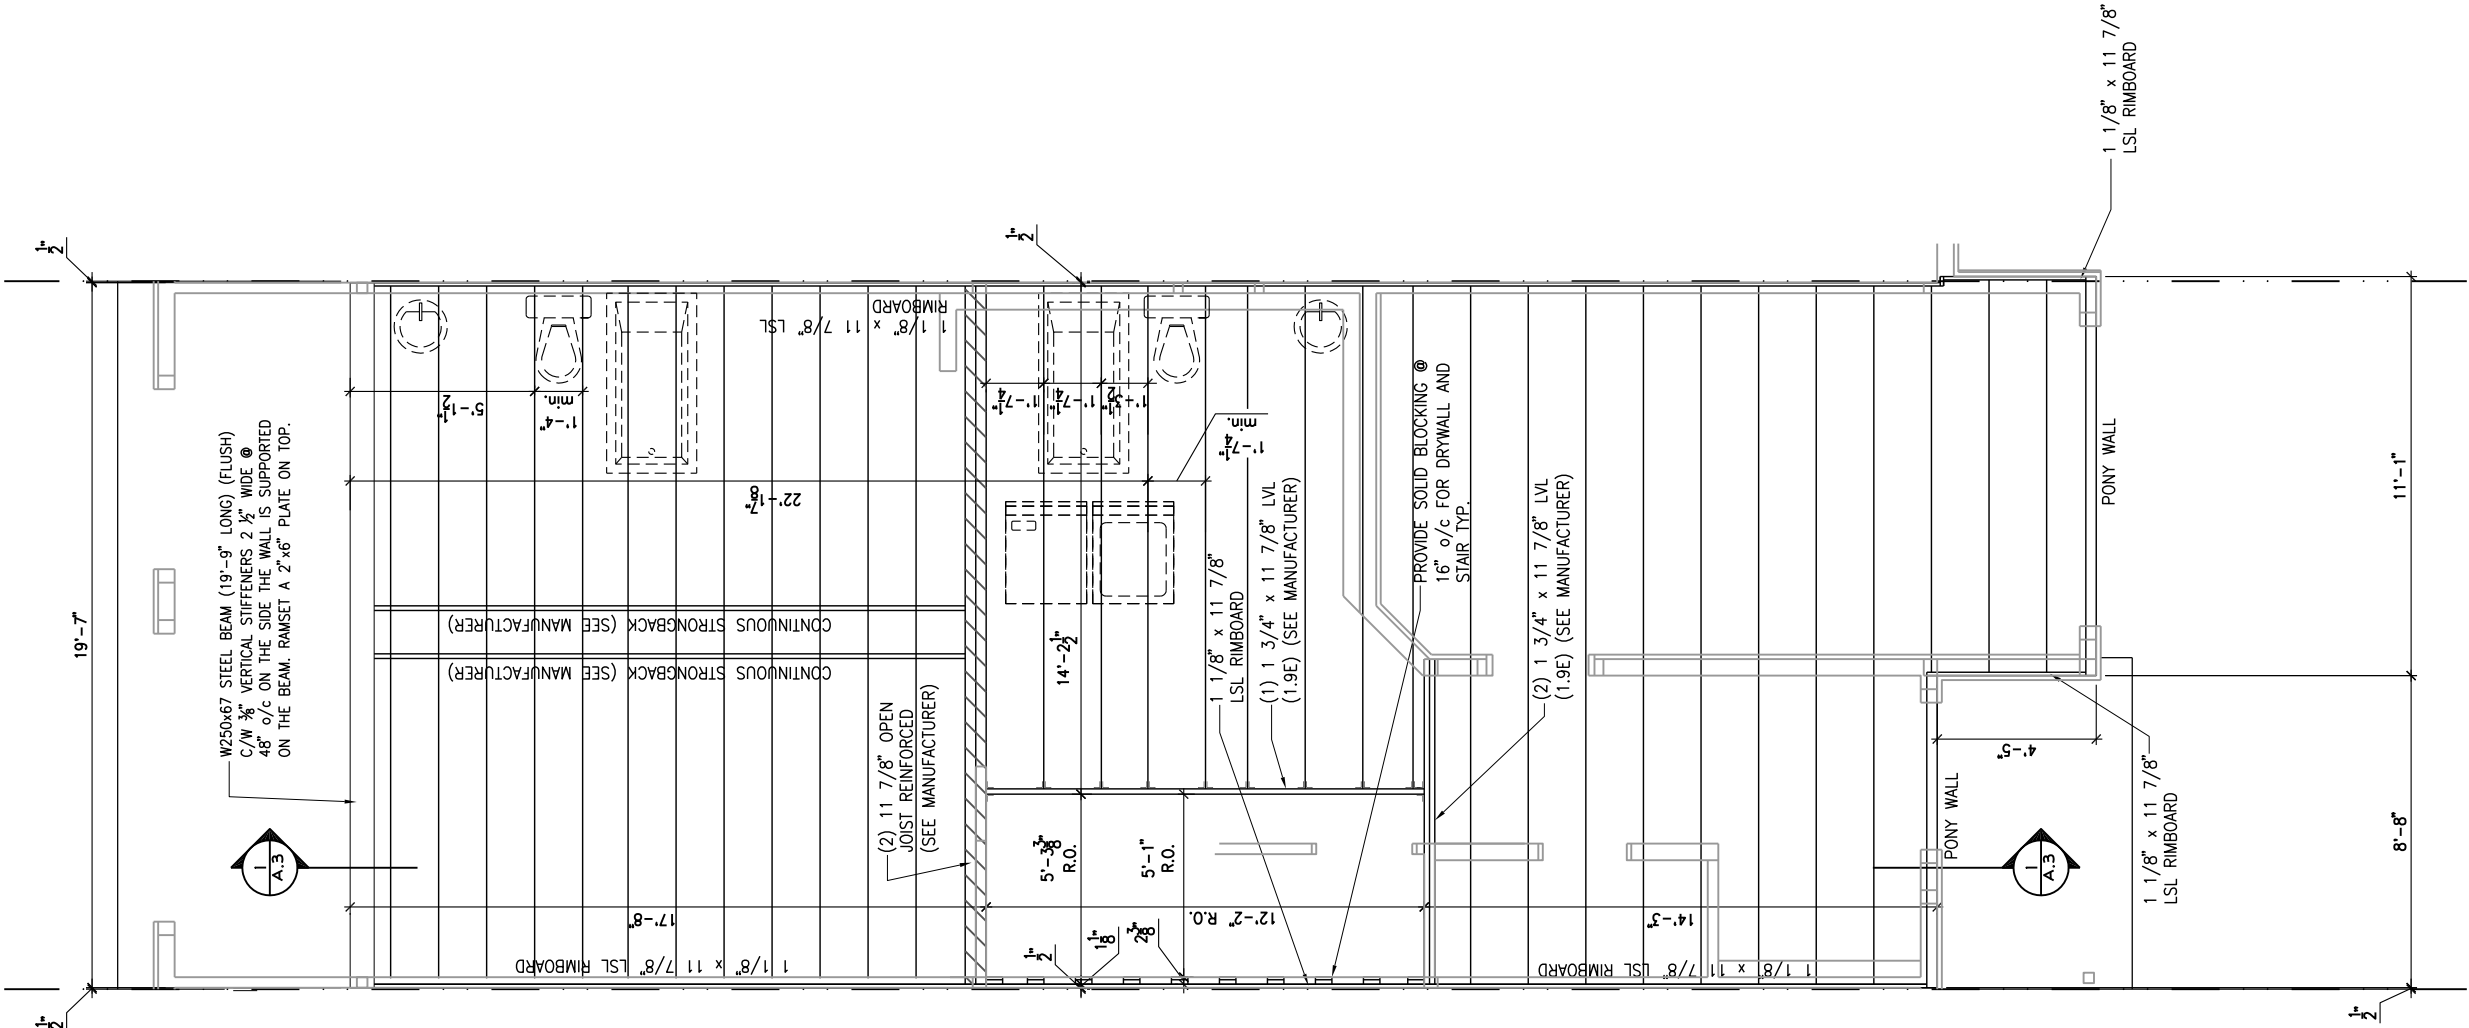 1"
2
19'-7"
W250x67 STEEL BEAM (19'-9" LONG) (FLUSH)
C/W ⅜" VERTICAL STIFFENERS 2 ½" WIDE @
48" o/c ON THE SIDE THE WALL IS SUPPORTED
ON THE BEAM. RAMSET A 2"x6" PLATE ON TOP.
1
A.3
1"
2
5'-1 1/2"
1'-4"
min.
22'-1 7/8"
CONTINUOUS STRONGBACK (SEE MANUFACTURER)
CONTINUOUS STRONGBACK (SEE MANUFACTURER)
1 1/8" x 11 7/8" LSL
RIMBOARD
(2) 11 7/8" OPEN
JOIST REINFORCED
(SEE MANUFACTURER)
17'-8"
1 1/8" x 11 7/8" LSL RIMBOARD
1"
2
1'-7 1/4"
1'-7 1/4"
1'-3 1/2"
1'-7 1/4"
min.
14'-2 1/2"
5'-3 3/8"
R.O.
5'-1"
R.O.
12'-2" R.O.
1"
2
1 1/8"
2 3/8"
1 1/8" x 11 7/8"
LSL RIMBOARD
(1) 1 3/4" x 11 7/8" LVL
(1.9E) (SEE MANUFACTURER)
PROVIDE SOLID BLOCKING @
16" o/c FOR DRYWALL AND
STAIR TYP.
(2) 1 3/4" x 11 7/8" LVL
(1.9E) (SEE MANUFACTURER)
14'-3"
1 1/8" x 11 7/8" LSL RIMBOARD
PONY WALL
4'-5"
1
A.3
1 1/8" x 11 7/8"
LSL RIMBOARD
PONY WALL
1 1/8" x 11 7/8"
LSL RIMBOARD
11'-1"
8'-8"
1"
2
1"
2